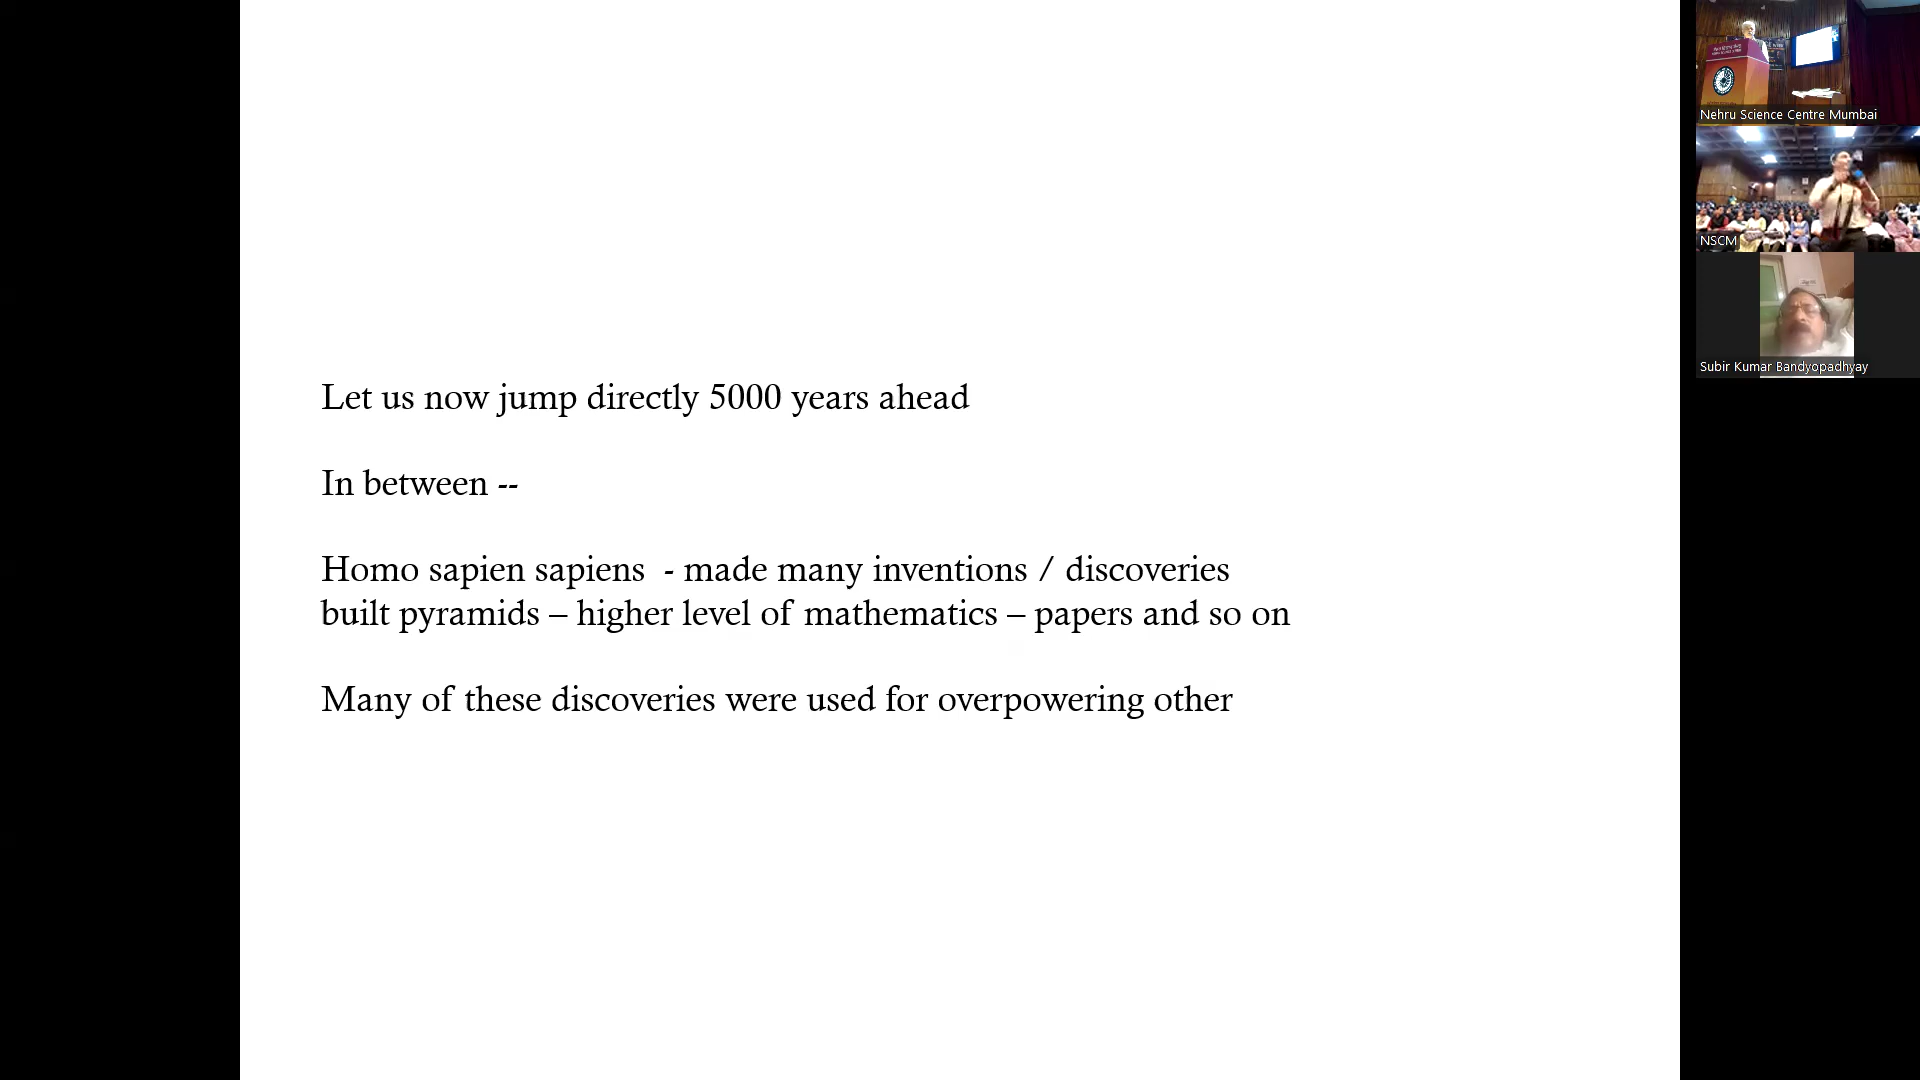 Let us now jump directly 5000 years ahead
In between --
Homo sapien sapiens  - made many inventions / discoveries
built pyramids – higher level of mathematics – papers and so on
Many of these discoveries were used for overpowering other
Nehru Science Centre Mumbai
NSCM
Subir Kumar Bandyopadhyay